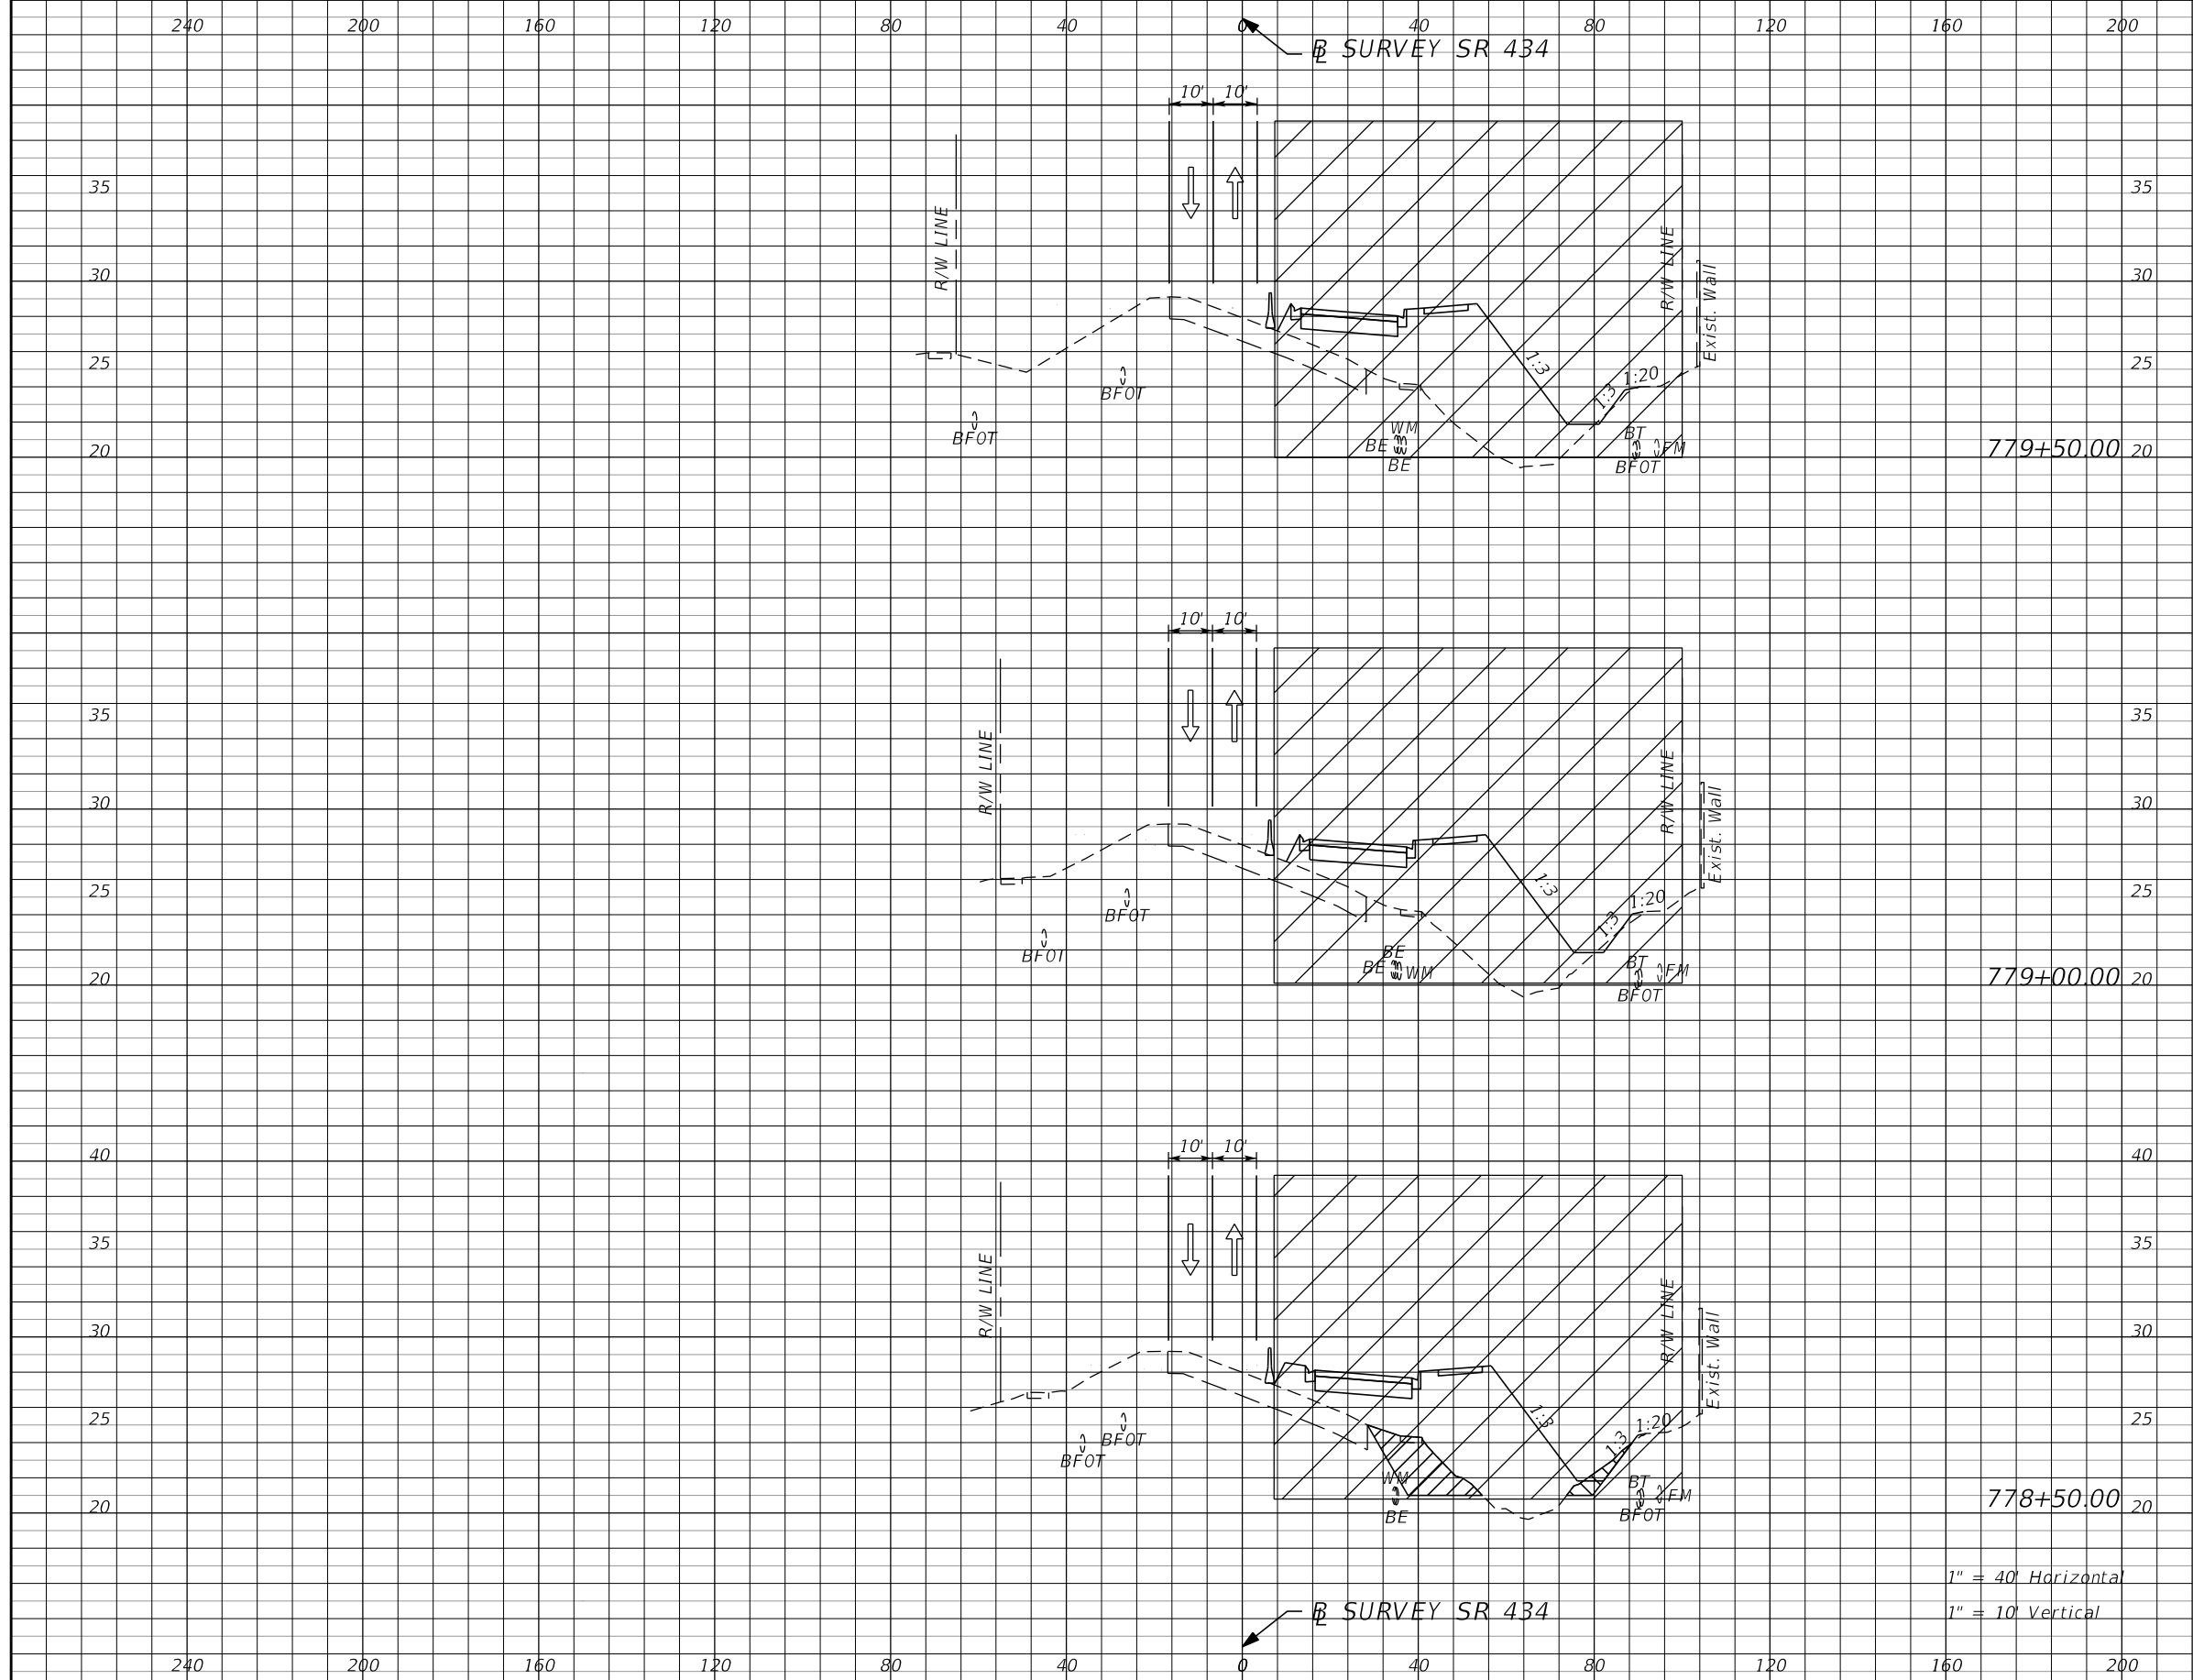 240 200 160 120 80 40 0 40 80 120 160 200
BL SURVEY SR 434
10' 10'
35 35
R/W LINE R/W LINE
30 30
Exist. Wall
25 1:3 1:3 1:20 25
BFOT
BFOT
WM
BE
BE
BT
FM
BFOT
20 779+50.00 20
10' 10'
35 35
R/W LINE R/W LINE
30 30
Exist. Wall
25 1:3 1:3 1:20 25
BFOT
BFOT
BE
BE WM
BT
FM
BFOT
20 779+00.00 20
40 40
10' 10'
35 35
R/W LINE R/W LINE
30 30
Exist. Wall
25 1:3 1:3 1:20 25
BFOT
BFOT
WM
BE
BT
FM
BFOT
20 778+50.00 20
1" = 40' Horizontal
1" = 10' Vertical
BL SURVEY SR 434
240 200 160 120 80 40 0 40 80 120 160 200